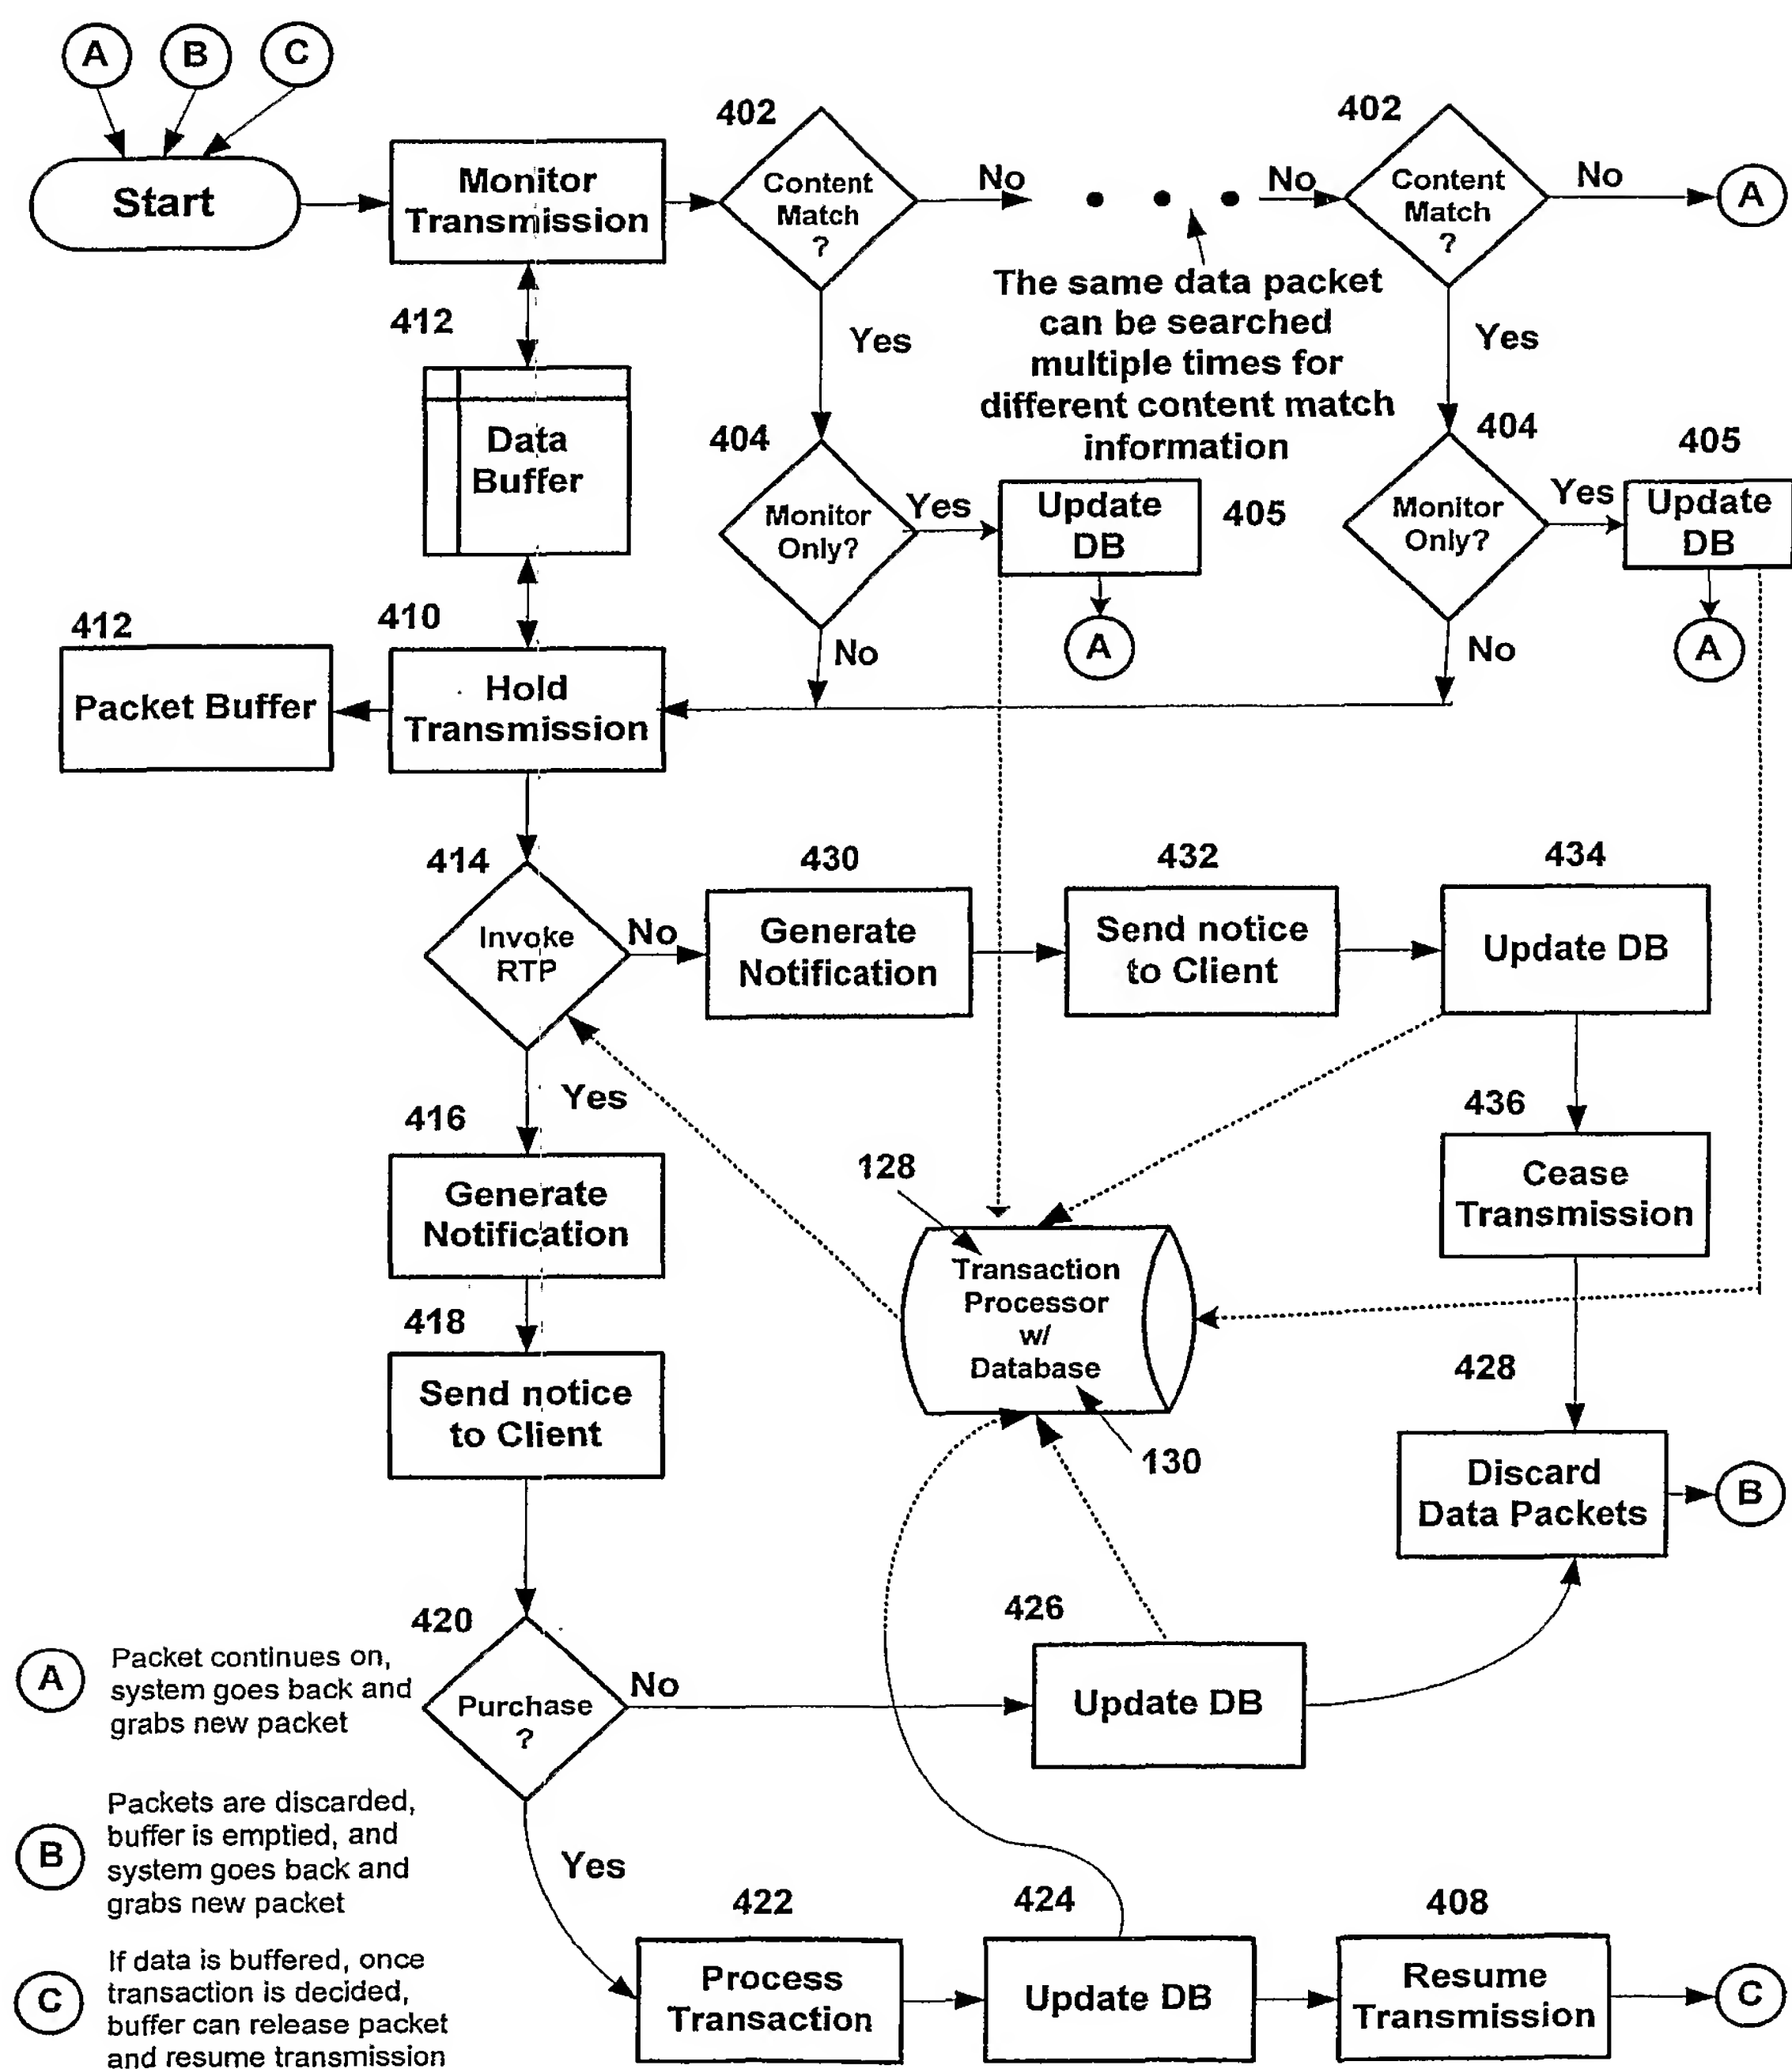 A
B
C
Start
Monitor
Transmission
402
Content
Match
?
No
No
402
Content
Match
?
No
A
The same data packet
can be searched
multiple times for
different content match
information
412
Data
Buffer
Yes
Yes
404
Monitor
Only?
Yes
Update
DB
405
A
No
404
Monitor
Only?
Yes
405
Update
DB
A
No
412
Packet Buffer
410
Hold
Transmission
414
Invoke
RTP
No
430
Generate
Notification
432
Send notice
to Client
434
Update DB
Yes
416
Generate
Notification
128
Transaction
Processor
w/
Database
130
436
Cease
Transmission
418
Send notice
to Client
428
Discard
Data Packets
B
420
Purchase
?
No
426
Update DB
Yes
422
Process
Transaction
424
Update DB
408
Resume
Transmission
C
A
Packet continues on,
system goes back and
grabs new packet
B
Packets are discarded,
buffer is emptied, and
system goes back and
grabs new packet
C
If data is buffered, once
transaction is decided,
buffer can release packet
and resume transmission